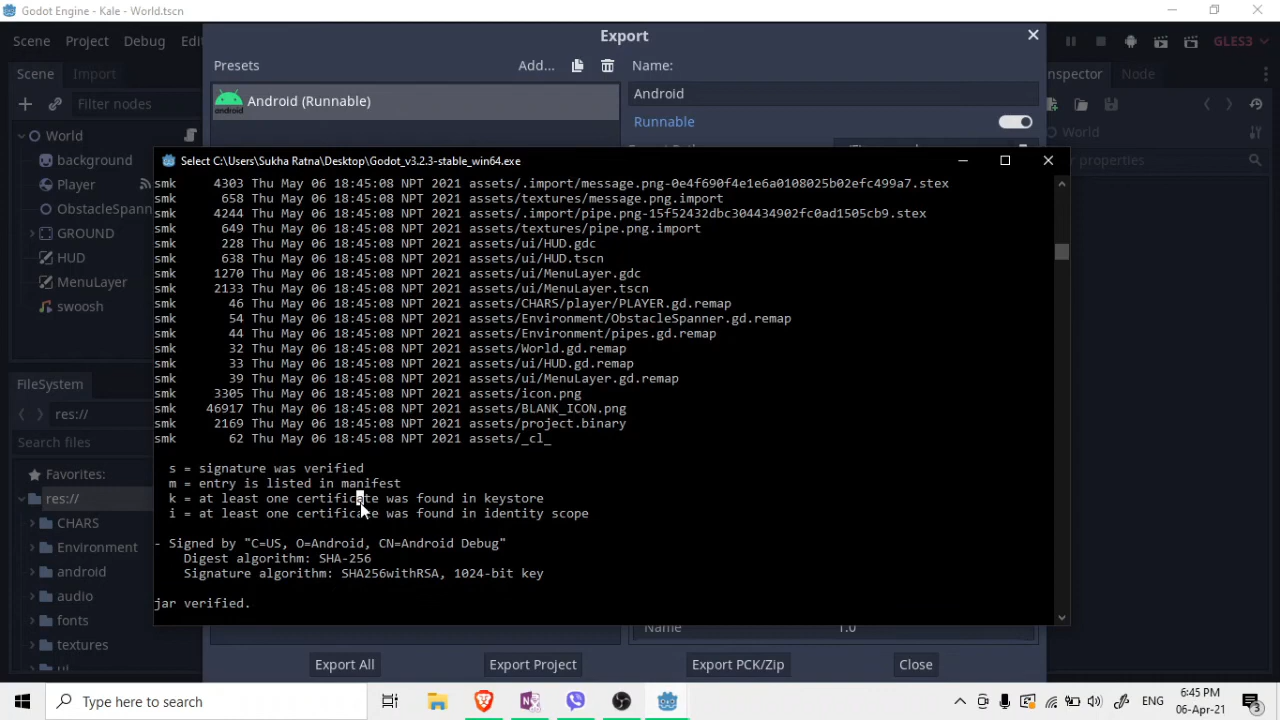 Godot Engine - Kale - World.tscn
Scene Project Debug Edi
GLES3
Export
Presets
Add...
Name:
Android (Runnable)
android
Android
Runnable
Scene Import
Filter nodes
World
background
Player
ObstacleSpann
GROUND
HUD
MenuLayer
swoosh
nspector Node
World
properties
Select C:\Users\Sukha Ratna\Desktop\Godot_v3.2.3-stable_win64.exe
smk 4303 Thu May 06 18:45:08 NPT 2021 assets/.import/message.png-0e4f690f4e1e6a0108025b02efc499a7.stex
smk 658 Thu May 06 18:45:08 NPT 2021 assets/textures/message.png.import
smk 4244 Thu May 06 18:45:08 NPT 2021 assets/.import/pipe.png-15f52432dbc304434902fc0ad1505cb9.stex
smk 649 Thu May 06 18:45:08 NPT 2021 assets/textures/pipe.png.import
smk 228 Thu May 06 18:45:08 NPT 2021 assets/ui/HUD.gdc
smk 638 Thu May 06 18:45:08 NPT 2021 assets/ui/HUD.tscn
smk 1270 Thu May 06 18:45:08 NPT 2021 assets/ui/MenuLayer.gdc
smk 2133 Thu May 06 18:45:08 NPT 2021 assets/ui/MenuLayer.tscn
smk 46 Thu May 06 18:45:08 NPT 2021 assets/CHARS/player/PLAYER.gd.remap
smk 54 Thu May 06 18:45:08 NPT 2021 assets/Environment/ObstacleSpanner.gd.remap
smk 44 Thu May 06 18:45:08 NPT 2021 assets/Environment/pipes.gd.remap
smk 32 Thu May 06 18:45:08 NPT 2021 assets/World.gd.remap
smk 33 Thu May 06 18:45:08 NPT 2021 assets/ui/HUD.gd.remap
smk 39 Thu May 06 18:45:08 NPT 2021 assets/ui/MenuLayer.gd.remap
smk 3305 Thu May 06 18:45:08 NPT 2021 assets/icon.png
smk 46917 Thu May 06 18:45:08 NPT 2021 assets/BLANK_ICON.png
smk 2169 Thu May 06 18:45:08 NPT 2021 assets/project.binary
smk 62 Thu May 06 18:45:08 NPT 2021 assets/_cl_
s = signature was verified
m = entry is listed in manifest
k = at least one certificate was found in keystore
i = at least one certificate was found in identity scope
- Signed by "C=US, O=Android, CN=Android Debug"
Digest algorithm: SHA-256
Signature algorithm: SHA256withRSA, 1024-bit key
jar verified.
FileSystem
res://
Search files
Favorites:
res://
CHARS
Environment
android
audio
fonts
textures
Name
1.0
Export All
Export Project
Export PCK/Zip
Close
Type here to search
ENG
6:45 PM
06-Apr-21
3